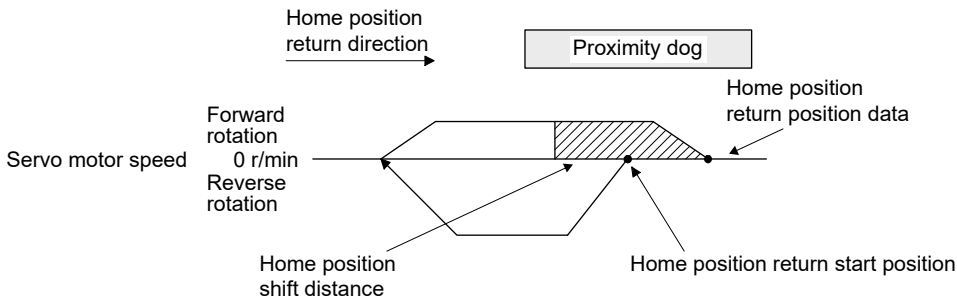 Home position
return direction
Proximity dog
Home position
return position data
Forward
rotation
Servo motor speed 0 r/min
Reverse
rotation
Home position
shift distance
Home position return start position